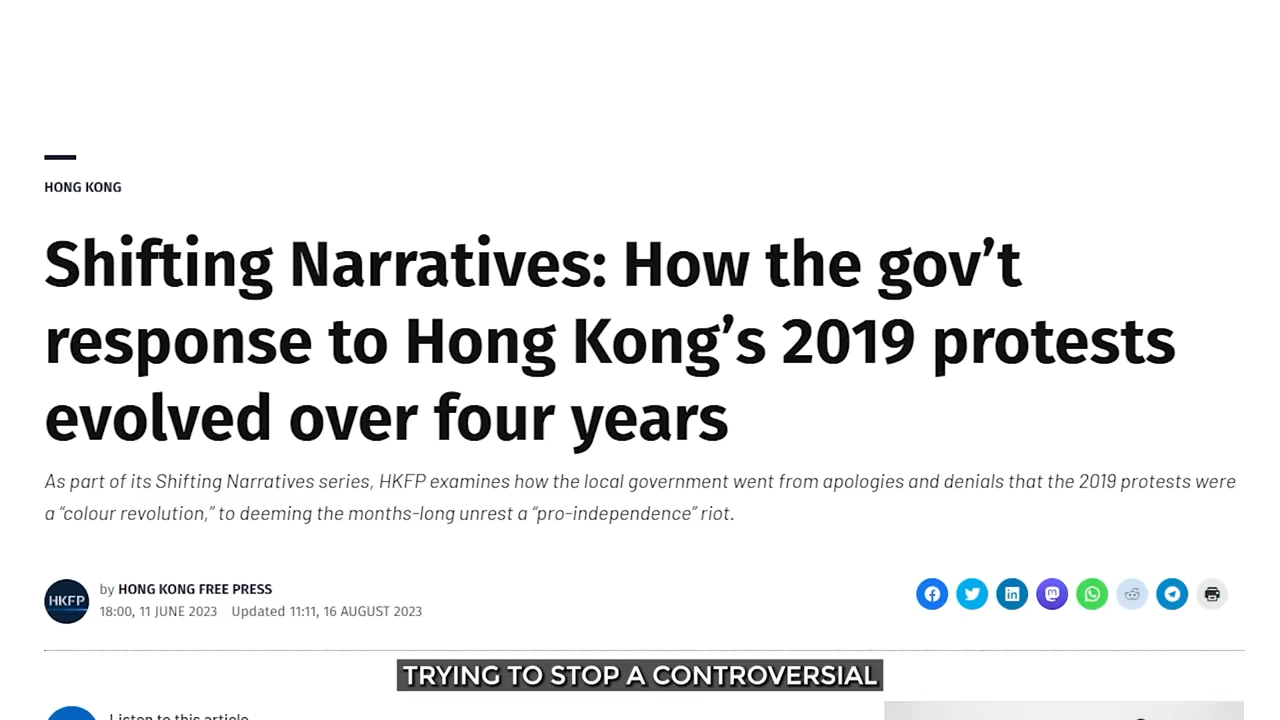 HONG KONG
Shifting Narratives: How the gov’t
response to Hong Kong’s 2019 protests
evolved over four years
As part of its Shifting Narratives series, HKFP examines how the local government went from apologies and denials that the 2019 protests were
a “colour revolution,” to deeming the months-long unrest a “pro-independence” riot.
HKFP
by HONG KONG FREE PRESS
18:00, 11 JUNE 2023 Updated 11:11, 16 AUGUST 2023
TRYING TO STOP A CONTROVERSIAL
Listen to this article